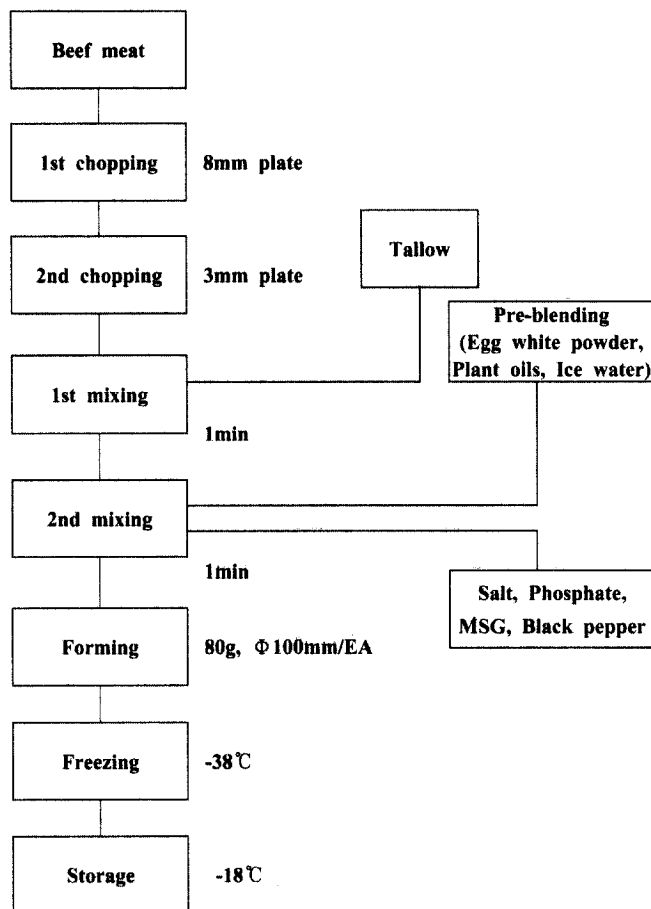 Beef meat
1st chopping
8mm plate
Tallow
2nd chopping
3mm plate
Pre-blending
(Egg white powder,
Plant oils, Ice water)
1st mixing
1min
2nd mixing
1min
Salt, Phosphate,
MSG, Black pepper
Forming
80g, Φ100mm/EA
Freezing
-38℃
Storage
-18℃